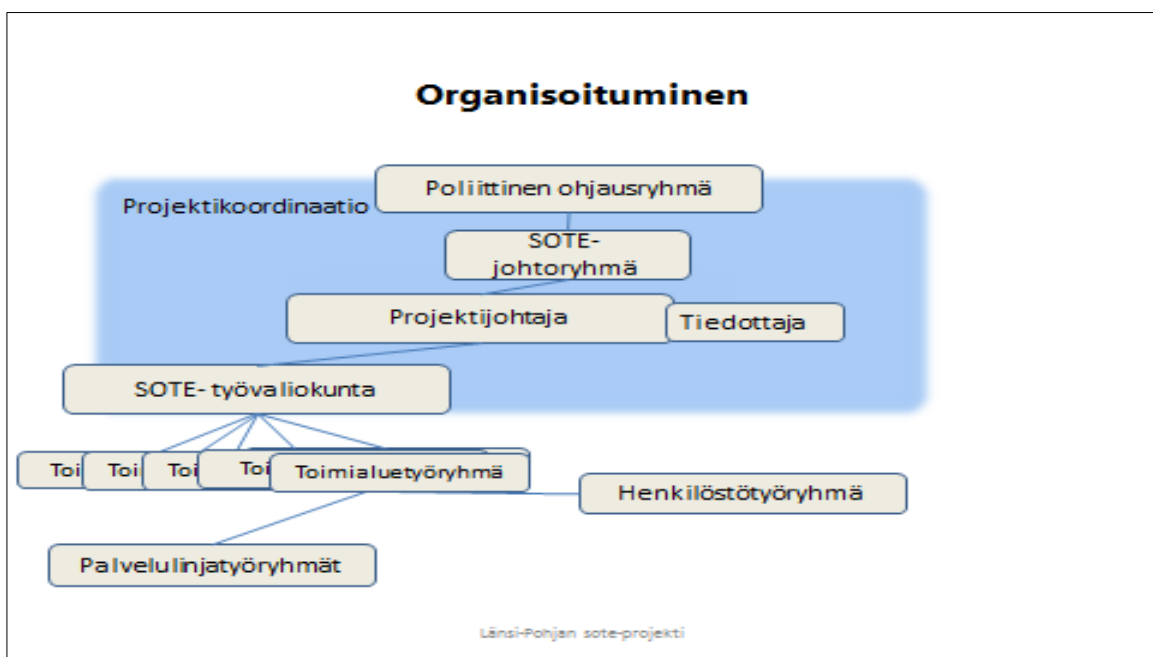 Organisoituminen
Poliittinen ohjausryhmä
Projektikoordinaatio
SOTE-
johtoryhmä
Projektijohtaja
Tiedottaja
SOTE- työvaliokunta
Toi
Toi
Toi
Toi
Toimialuetyöryhmä
Henkilöstötyöryhmä
Palvelulinjatyöryhmät
Länsi-Pohjan sote-projekti